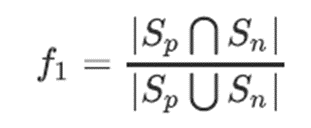 f₁ = |Sₚ ⋂ Sₙ| / |Sₚ ⋃ Sₙ|